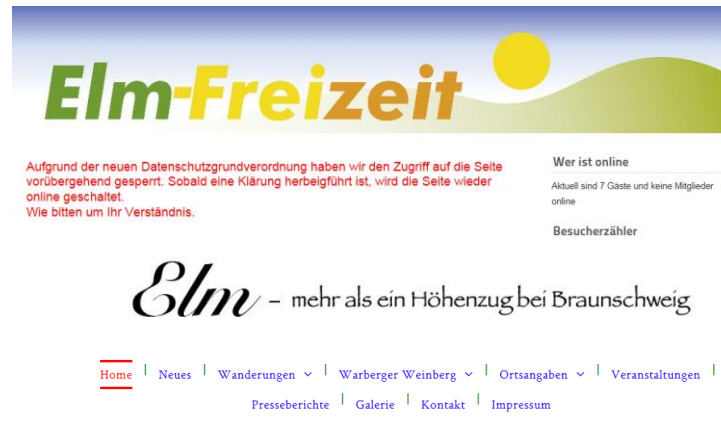 Elm-Freizeit
Aufgrund der neuen Datenschutzgrundverordnung haben wir den Zugriff auf die Seite
vorübergehend gesperrt. Sobald eine Klärung herbeigführt ist, wird die Seite wieder
online geschaltet.
Wie bitten um Ihr Verständnis.
Wer ist online
Aktuell sind 7 Gäste und keine Mitglieder
online
Besucherzähler
Elm – mehr als ein Höhenzug bei Braunschweig
Home | Neues | Wanderungen | Warberger Weinberg | Ortsangaben | Veranstaltungen |
Presseberichte | Galerie | Kontakt | Impressum